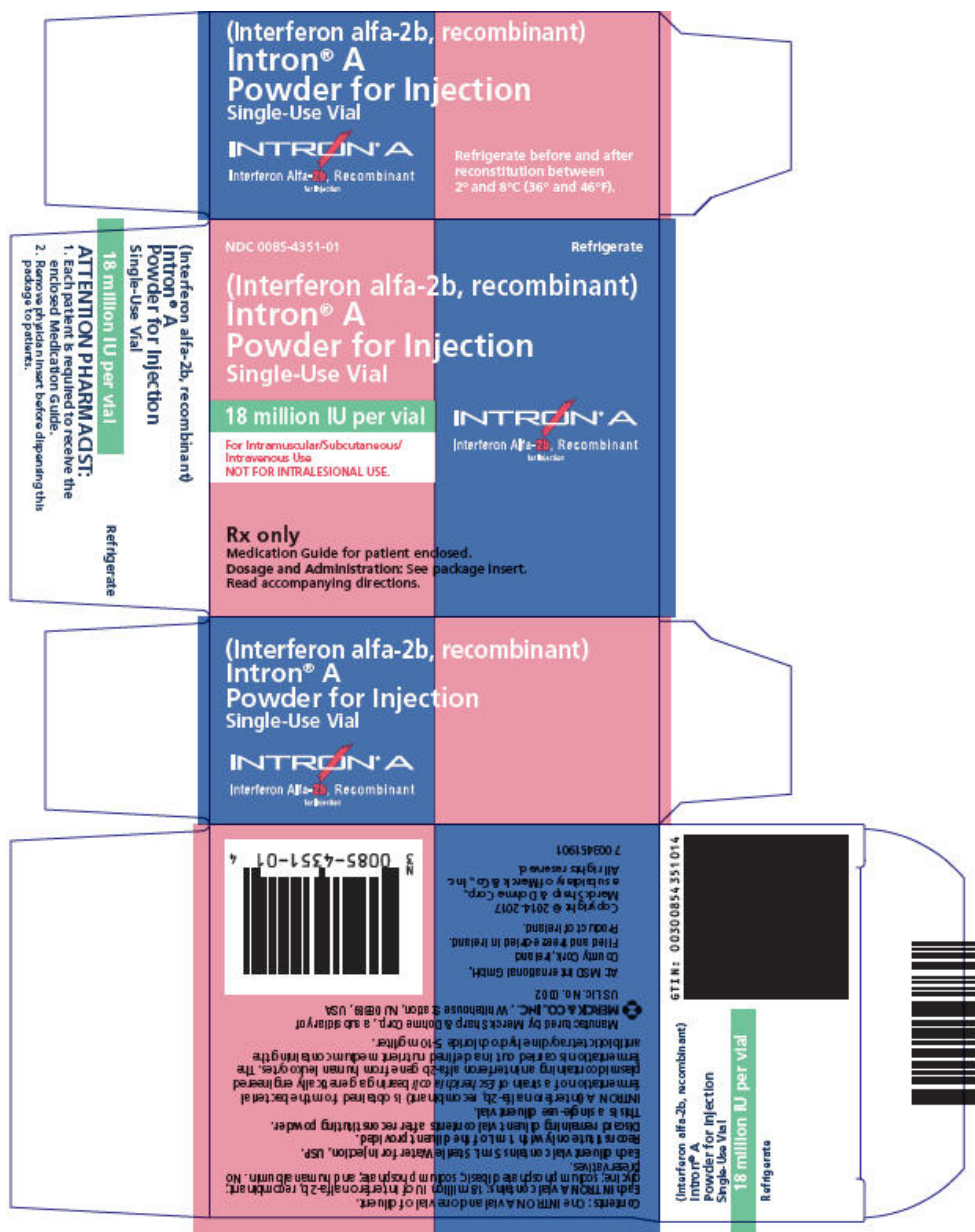 (Interferon alfa-2b, recombinant)
Intron® A
Powder for Injection
Single-Use Vial
INTRON® A
Interferon Alfa-2b, Recombinant
for Injection
Refrigerate before and after
reconstitution between
2° and 8°C (36° and 46°F).
(Interferon alfa-2b, recombinant)
Intron® A
Powder for Injection
Single-Use Vial
18 million IU per vial
ATTENTION PHARMACIST:
1. Each patient is required to receive the
enclosed Medication Guide.
2. Remove physician insert before dispensing this
package to patients.
Refrigerate
NDC 0085-4351-01
Refrigerate
(Interferon alfa-2b, recombinant)
Intron® A
Powder for Injection
Single-Use Vial
18 million IU per vial
For Intramuscular/Subcutaneous/
Intravenous Use
NOT FOR INTRALESIONAL USE.
INTRON® A
Interferon Alfa-2b, Recombinant
for Injection
Rx only
Medication Guide for patient enclosed.
Dosage and Administration: See package insert.
Read accompanying directions.
(Interferon alfa-2b, recombinant)
Intron® A
Powder for Injection
Single-Use Vial
INTRON® A
Interferon Alfa-2b, Recombinant
for Injection
Contents: One INTRON A vial and one vial of diluent.
Each INTRON A vial contains: 18 million IU of interferon alfa-2b, recombinant;
glycine; sodium phosphate dibasic; sodium phosphate; and human albumin. NO
preservatives.
Each diluent vial contains 5 mL Sterile Water for Injection, USP.
Reconstitute only with 1 mL of the diluent provided.
Discard remaining diluent vial contents after reconstituting powder.
This is a single-use diluent vial.
INTRON A (interferon alfa-2b, recombinant) is obtained from the bacterial
fermentation of a strain of Escherichia coli bearing a genetically engineered
plasmid containing an interferon alfa-2b gene from human leukocytes. The
fermentation is carried out in a defined nutrient medium containing the
antibiotic tetracycline hydrochloride 5-10 mg/liter.
Manufactured by Merck Sharp & Dohme Corp., a subsidiary of
MERCK & CO., INC., Whitehouse Station, NJ 08889, USA
US Lic. No. 0002
At: MSD International GmbH,
County Cork, Ireland
Filled and freeze-dried in Ireland.
Product of Ireland.
Copyright © 2014-2017
Merck Sharp & Dohme Corp.,
a subsidiary of Merck & Co., Inc.
All rights reserved.
7009451901
N3 0085-4351-01 4
GTIN: 00300854351014
(Interferon alfa-2b, recombinant)
Intron® A
Powder for Injection
Single-Use Vial
18 million IU per vial
Refrigerate